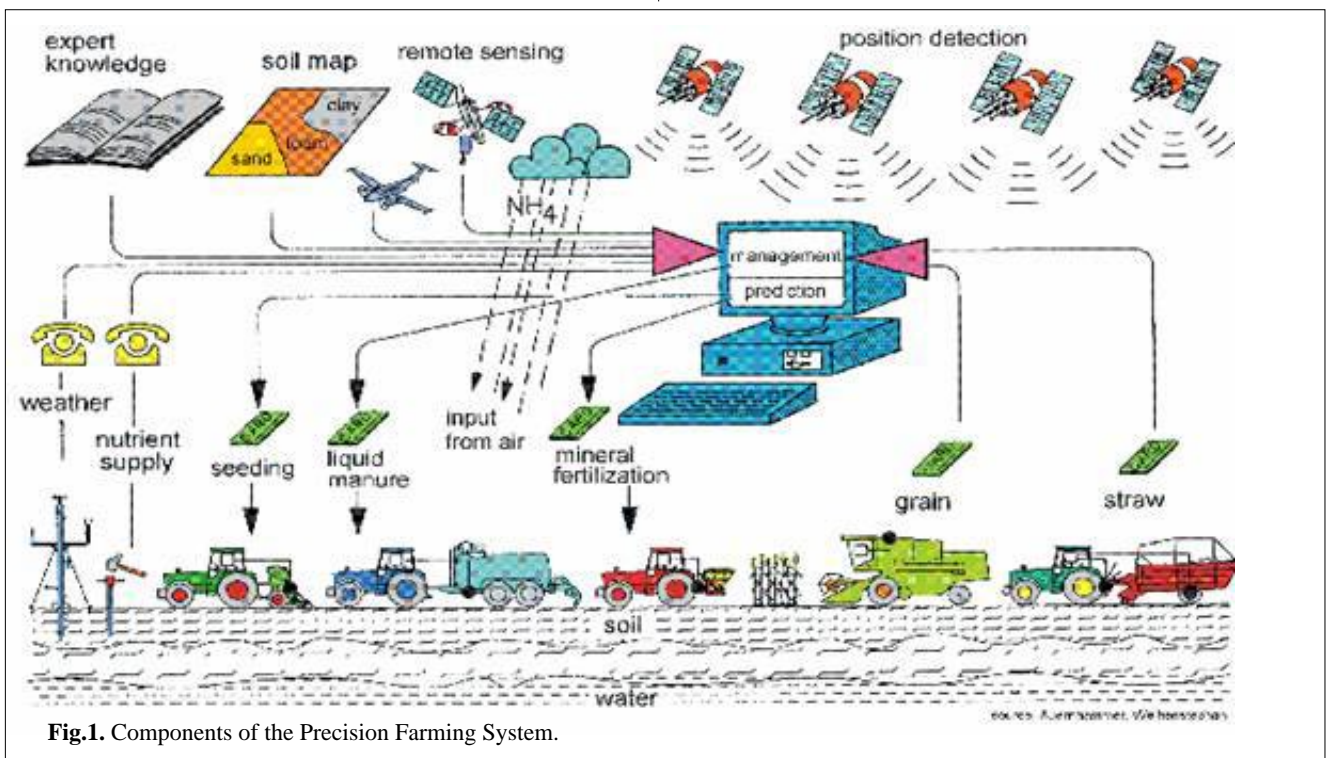 expert
knowledge
soil map
remote sensing
position detection
clay
loam
sand
NH4
management
prediction
weather
nutrient
supply
seeding
liquid
manure
input
from air
mineral
fertilization
grain
straw
soil
water
Weihenstephan
Fig.1. Components of the Precision Farming System.